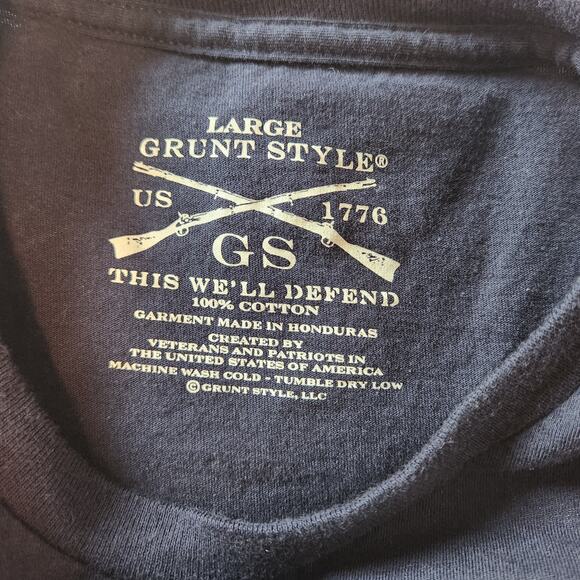 LARGE
GRUNT STYLE®
US 1776
GS
THIS WE'LL DEFEND
100% COTTON
GARMENT MADE IN HONDURAS
CREATED BY
VETERANS AND PATRIOTS IN
THE UNITED STATES OF AMERICA
MACHINE WASH COLD - TUMBLE DRY LOW
©GRUNT STYLE, LLC